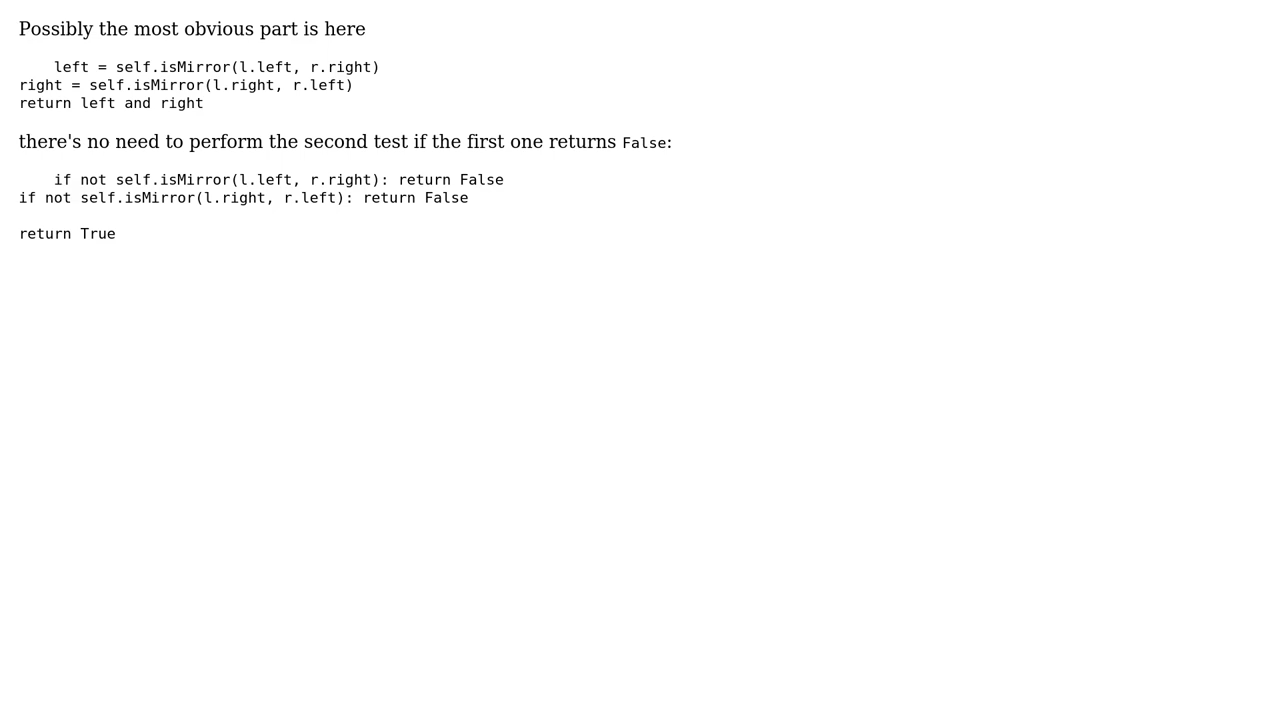 Possibly the most obvious part is here
    left = self.isMirror(l.left, r.right)
right = self.isMirror(l.right, r.left)
return left and right
there's no need to perform the second test if the first one returns False:
    if not self.isMirror(l.left, r.right): return False
if not self.isMirror(l.right, r.left): return False
return True